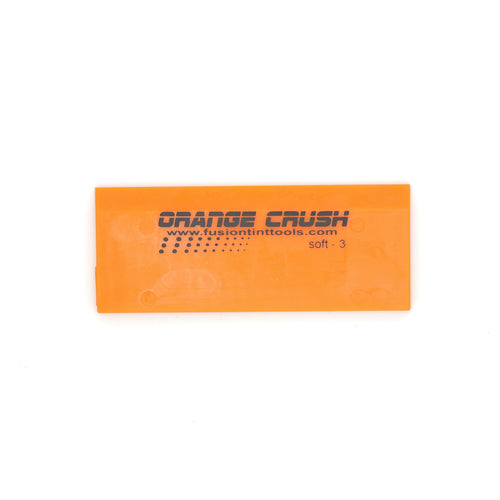 ORANGE CRUSH
www.fusiontinttools.com
soft - 3